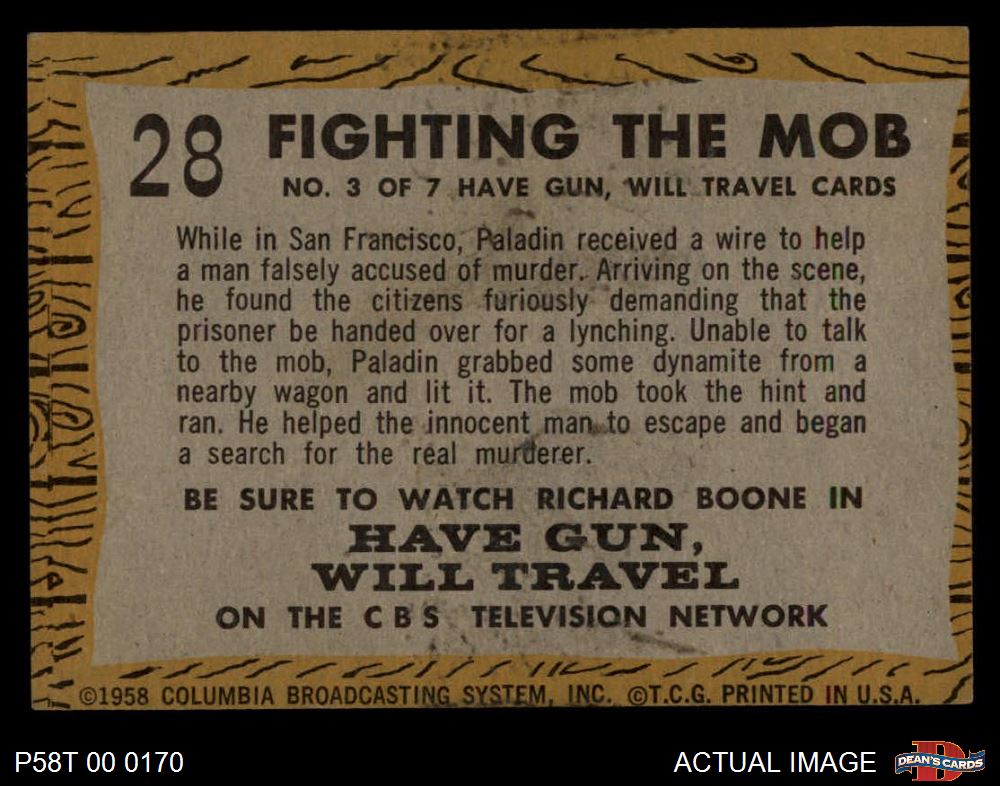 28 FIGHTING THE MOB
NO. 3 OF 7 HAVE GUN, WILL TRAVEL CARDS
While in San Francisco, Paladin received a wire to help
a man falsely accused of murder. Arriving on the scene,
he found the citizens furiously demanding that the
prisoner be handed over for a lynching. Unable to talk
to the mob, Paladin grabbed some dynamite from a
nearby wagon and lit it. The mob took the hint and
ran. He helped the innocent man to escape and began
a search for the real murderer.
BE SURE TO WATCH RICHARD BOONE IN
HAVE GUN,
WILL TRAVEL
ON THE CBS TELEVISION NETWORK
©1958 COLUMBIA BROADCASTING SYSTEM, INC. ©T.C.G. PRINTED IN U.S.A.
P58T 00 0170
ACTUAL IMAGE
D
DEAN'S CARDS